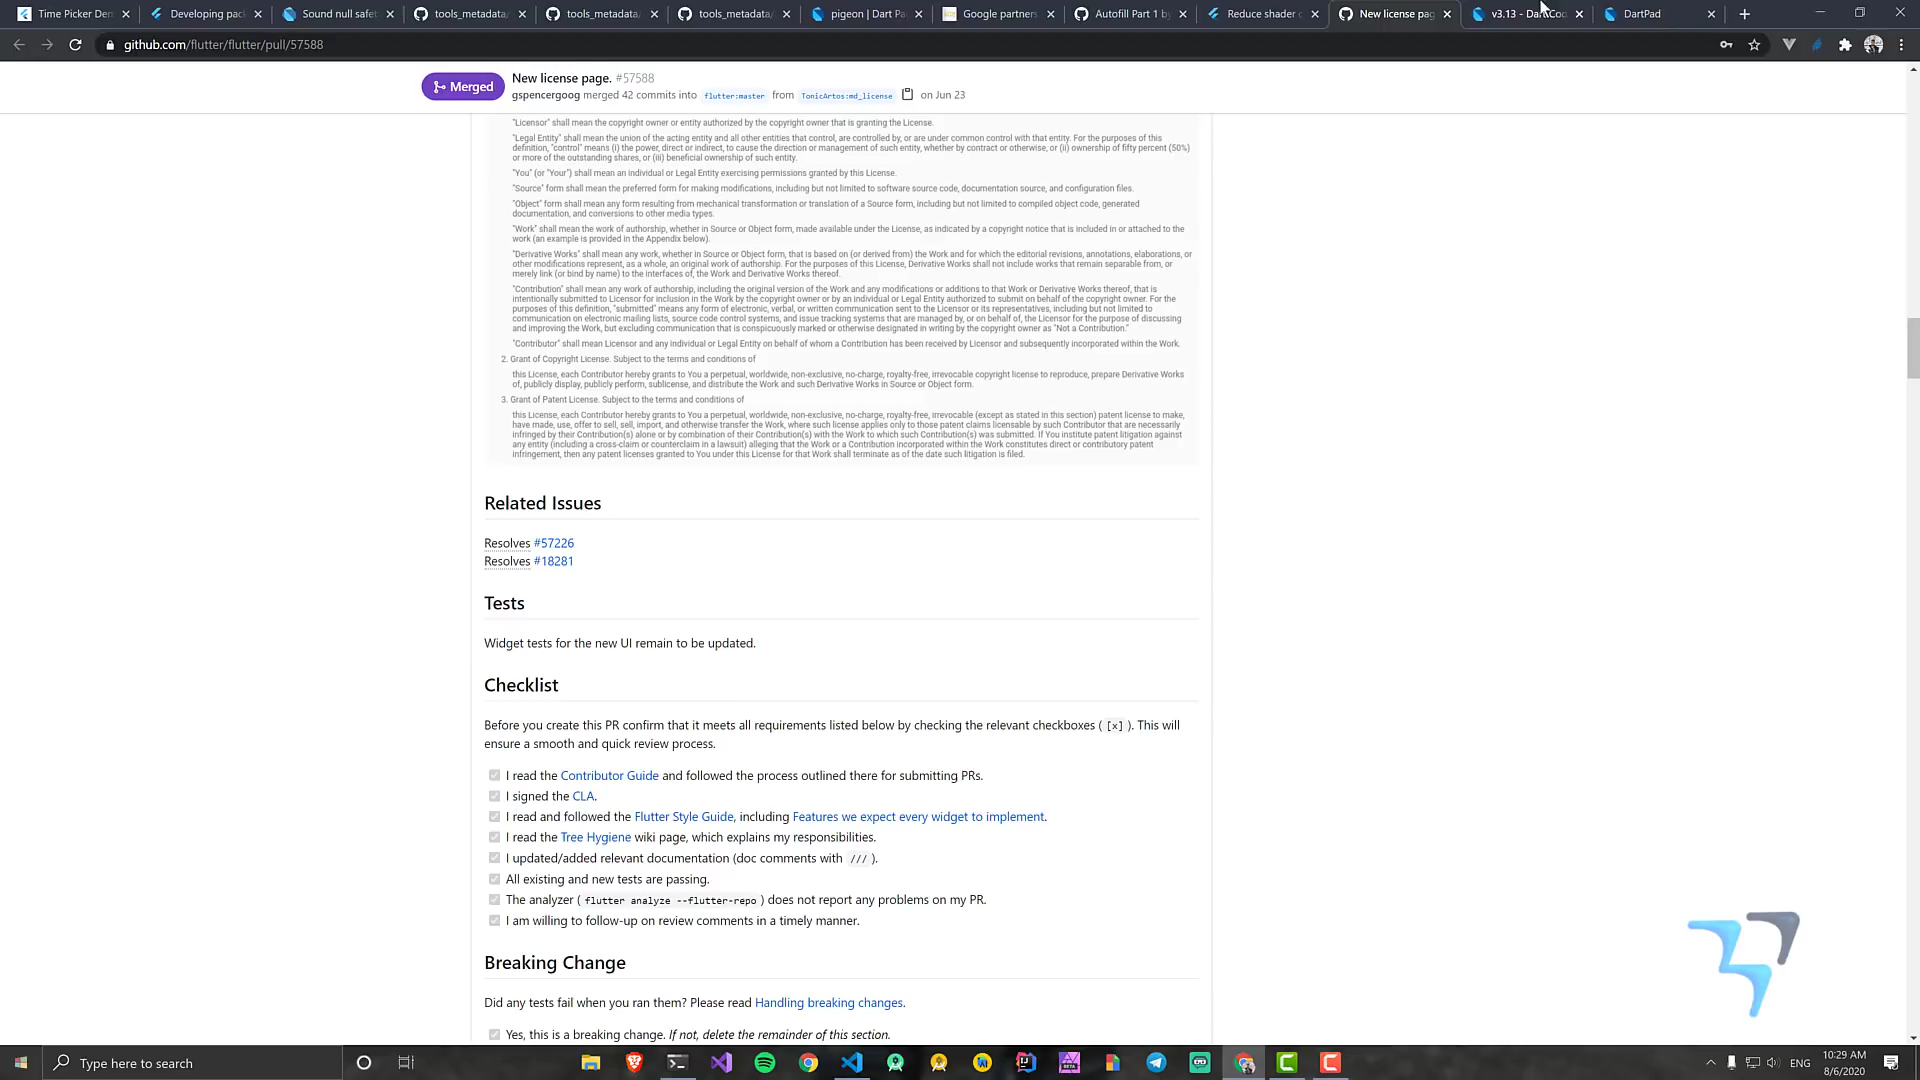 Time Picker Den
Developing pac
Sound null safet
tools_metadata/
tools_metadata/
tools_metadata/
pigeon | Dart Pa
Google partners
Autofill Part 1 by
Reduce shader c
New license pag
v3.13 - DartCod
DartPad
github.com/flutter/flutter/pull/57588
Merged
New license page. #57588
gspencergoog merged 42 commits into flutter:master from TonicArtos:md_license on Jun 23
"Licensor" shall mean the copyright owner or entity authorized by the copyright owner that is granting the License.
"Legal Entity" shall mean the union of the acting entity and all other entities that control, are controlled by, or are under common control with that entity. For the purposes of this
definition, "control" means (i) the power, direct or indirect, to cause the direction or management of such entity, whether by contract or otherwise, or (ii) ownership of fifty percent (50%)
or more of the outstanding shares, or (iii) beneficial ownership of such entity.
"You" (or "Your") shall mean an individual or Legal Entity exercising permissions granted by this License.
"Source" form shall mean the preferred form for making modifications, including but not limited to software source code, documentation source, and configuration files.
"Object" form shall mean any form resulting from mechanical transformation or translation of a Source form, including but not limited to compiled object code, generated
documentation, and conversions to other media types.
"Work" shall mean the work of authorship, whether in Source or Object form, made available under the License, as indicated by a copyright notice that is included in or attached to the
work (an example is provided in the Appendix below).
"Derivative Works" shall mean any work, whether in Source or Object form, that is based on (or derived from) the Work and for which the editorial revisions, annotations, elaborations, or
other modifications represent, as a whole, an original work of authorship. For the purposes of this License, Derivative Works shall not include works that remain separable from, or
merely link (or bind by name) to the interfaces of, the Work and Derivative Works thereof.
"Contribution" shall mean any work of authorship, including the original version of the Work and any modifications or additions to that Work or Derivative Works thereof, that is
intentionally submitted to Licensor for inclusion in the Work by the copyright owner or by an individual or Legal Entity authorized to submit on behalf of the copyright owner. For the
purposes of this definition, "submitted" means any form of electronic, verbal, or written communication sent to the Licensor or its representatives, including but not limited to
communication on electronic mailing lists, source code control systems, and issue tracking systems that are managed by, or on behalf of, the Licensor for the purpose of discussing
and improving the Work, but excluding communication that is conspicuously marked or otherwise designated in writing by the copyright owner as "Not a Contribution."
"Contributor" shall mean Licensor and any individual or Legal Entity on behalf of whom a Contribution has been received by Licensor and subsequently incorporated within the Work.
2. Grant of Copyright License. Subject to the terms and conditions of
this License, each Contributor hereby grants to You a perpetual, worldwide, non-exclusive, no-charge, royalty-free, irrevocable copyright license to reproduce, prepare Derivative Works
of, publicly display, publicly perform, sublicense, and distribute the Work and such Derivative Works in Source or Object form.
3. Grant of Patent License. Subject to the terms and conditions of
this License, each Contributor hereby grants to You a perpetual, worldwide, non-exclusive, no-charge, royalty-free, irrevocable (except as stated in this section) patent license to make,
have made, use, offer to sell, sell, import, and otherwise transfer the Work, where such license applies only to those patent claims licensable by such Contributor that are necessarily
infringed by their Contribution(s) alone or by combination of their Contribution(s) with the Work to which such Contribution(s) was submitted. If You institute patent litigation against
any entity (including a cross-claim or counterclaim in a lawsuit) alleging that the Work or a Contribution incorporated within the Work constitutes direct or contributory patent
infringement, then any patent licenses granted to You under this License for that Work shall terminate as of the date such litigation is filed.
Related Issues
Resolves #57226
Resolves #18281
Tests
Widget tests for the new UI remain to be updated.
Checklist
Before you create this PR confirm that it meets all requirements listed below by checking the relevant checkboxes ( [x] ). This will
ensure a smooth and quick review process.
I read the Contributor Guide and followed the process outlined there for submitting PRs.
I signed the CLA.
I read and followed the Flutter Style Guide, including Features we expect every widget to implement.
I read the Tree Hygiene wiki page, which explains my responsibilities.
I updated/added relevant documentation (doc comments with /// ).
All existing and new tests are passing.
The analyzer ( flutter analyze --flutter-repo ) does not report any problems on my PR.
I am willing to follow-up on review comments in a timely manner.
Breaking Change
Did any tests fail when you ran them? Please read Handling breaking changes.
Yes, this is a breaking change. If not, delete the remainder of this section.
Type here to search
ENG
10:29 AM
8/6/2020